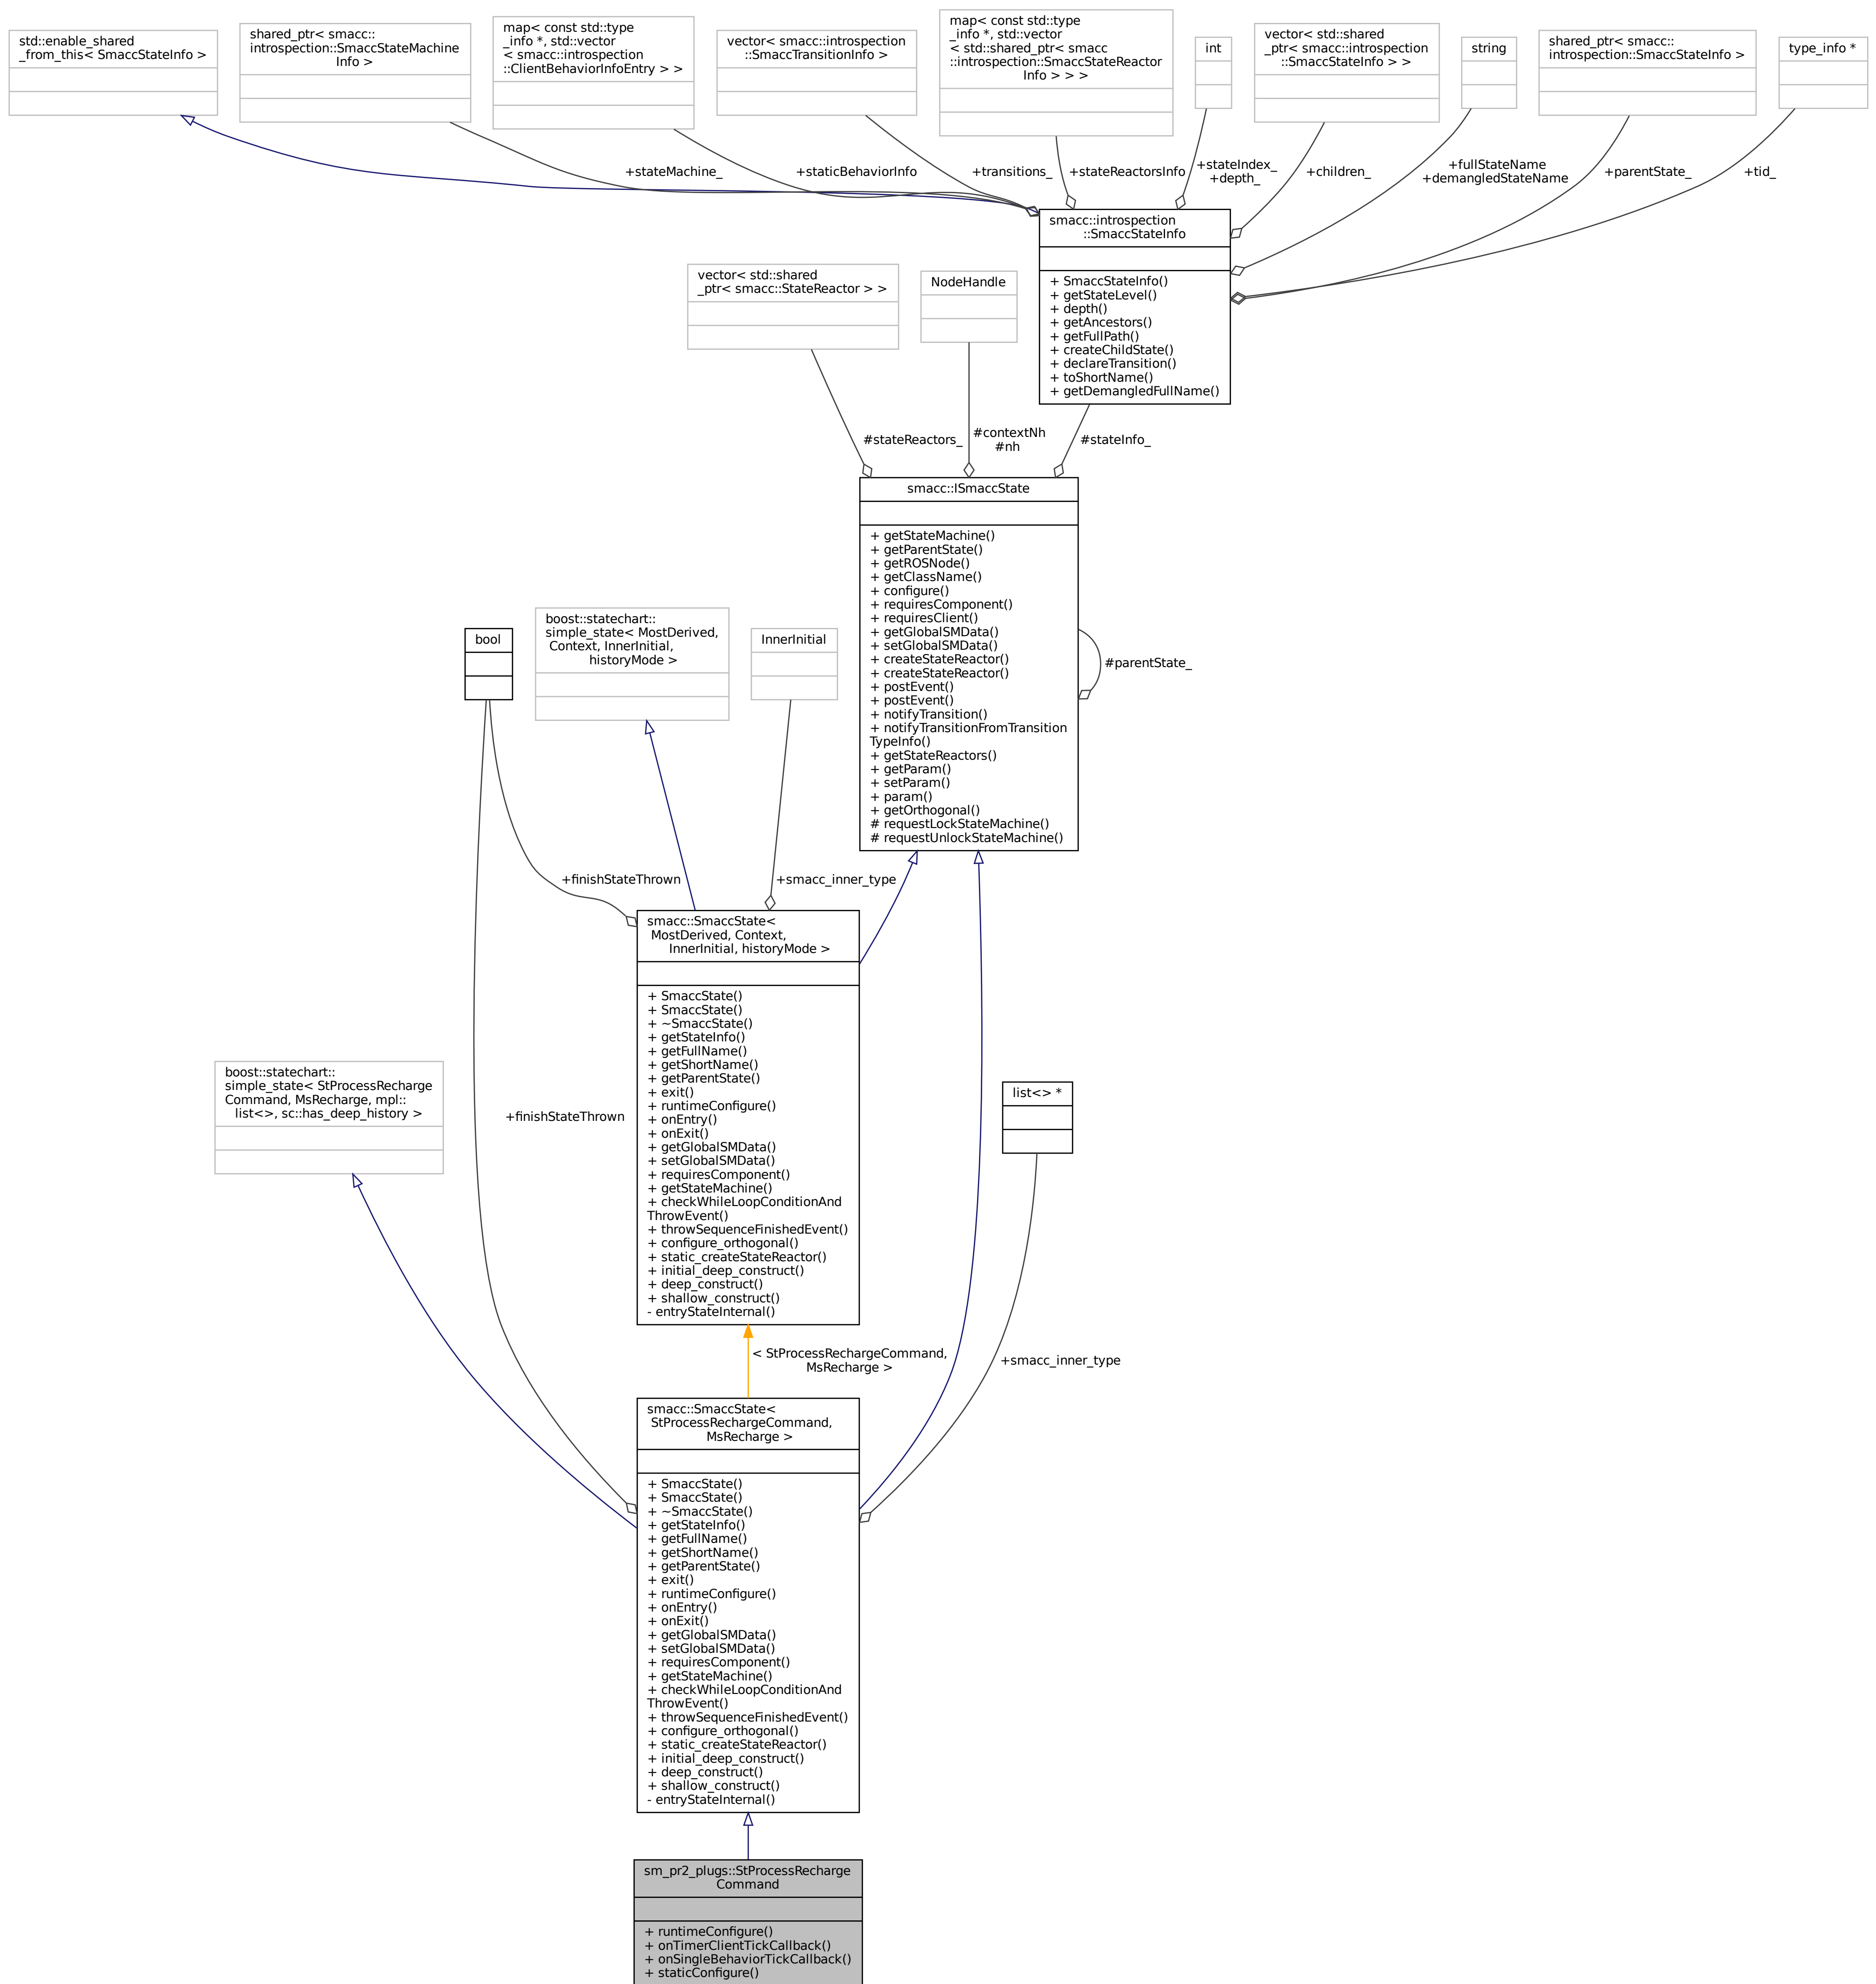 std::enable_shared
_from_this< SmaccStateInfo >
shared_ptr< smacc::
introspection::SmaccStateMachine
Info >
map< const std::type
_info *, std::vector
< smacc::introspection
::ClientBehaviorInfoEntry > >
vector< smacc::introspection
::SmaccTransitionInfo >
map< const std::type
_info *, std::vector
< std::shared_ptr< smacc
::introspection::SmaccStateReactor
Info > > >
int
vector< std::shared
_ptr< smacc::introspection
::SmaccStateInfo > >
string
shared_ptr< smacc::
introspection::SmaccStateInfo >
type_info *
+stateMachine_
+staticBehaviorInfo
+transitions_
+stateReactorsInfo
+stateIndex_
+depth_
+children_
+fullStateName
+demangledStateName
+parentState_
+tid_
smacc::introspection
::SmaccStateInfo
+ SmaccStateInfo()
+ getStateLevel()
+ depth()
+ getAncestors()
+ getFullPath()
+ createChildState()
+ declareTransition()
+ toShortName()
+ getDemangledFullName()
vector< std::shared
_ptr< smacc::StateReactor > >
NodeHandle
#stateReactors_
#contextNh
#nh
#stateInfo_
smacc::ISmaccState
+ getStateMachine()
+ getParentState()
+ getROSNode()
+ getClassName()
+ configure()
+ requiresComponent()
+ requiresClient()
+ getGlobalSMData()
+ setGlobalSMData()
+ createStateReactor()
+ createStateReactor()
+ postEvent()
+ postEvent()
+ notifyTransition()
+ notifyTransitionFromTransition
TypeInfo()
+ getStateReactors()
+ getParam()
+ setParam()
+ param()
+ getOrthogonal()
# requestLockStateMachine()
# requestUnlockStateMachine()
#parentState_
bool
boost::statechart::
simple_state< MostDerived,
Context, InnerInitial,
historyMode >
InnerInitial
+finishStateThrown
+smacc_inner_type
smacc::SmaccState<
MostDerived, Context,
InnerInitial, historyMode >
+ SmaccState()
+ SmaccState()
+ ~SmaccState()
+ getStateInfo()
+ getFullName()
+ getShortName()
+ getParentState()
+ exit()
+ runtimeConfigure()
+ onEntry()
+ onExit()
+ getGlobalSMData()
+ setGlobalSMData()
+ requiresComponent()
+ getStateMachine()
+ checkWhileLoopConditionAnd
ThrowEvent()
+ throwSequenceFinishedEvent()
+ configure_orthogonal()
+ static_createStateReactor()
+ initial_deep_construct()
+ deep_construct()
+ shallow_construct()
- entryStateInternal()
boost::statechart::
simple_state< StProcessRecharge
Command, MsRecharge, mpl::
list<>, sc::has_deep_history >
+finishStateThrown
list<> *
< StProcessRechargeCommand,
MsRecharge >
+smacc_inner_type
smacc::SmaccState<
StProcessRechargeCommand,
MsRecharge >
+ SmaccState()
+ SmaccState()
+ ~SmaccState()
+ getStateInfo()
+ getFullName()
+ getShortName()
+ getParentState()
+ exit()
+ runtimeConfigure()
+ onEntry()
+ onExit()
+ getGlobalSMData()
+ setGlobalSMData()
+ requiresComponent()
+ getStateMachine()
+ checkWhileLoopConditionAnd
ThrowEvent()
+ throwSequenceFinishedEvent()
+ configure_orthogonal()
+ static_createStateReactor()
+ initial_deep_construct()
+ deep_construct()
+ shallow_construct()
- entryStateInternal()
sm_pr2_plugs::StProcessRecharge
Command
+ runtimeConfigure()
+ onTimerClientTickCallback()
+ onSingleBehaviorTickCallback()
+ staticConfigure()